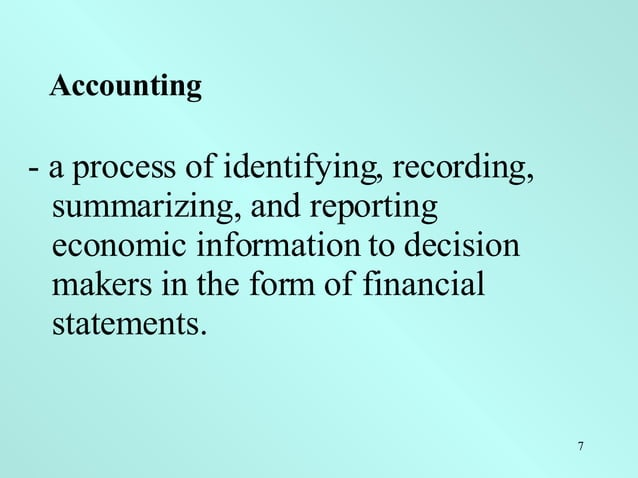 Accounting
- a process of identifying, recording,
summarizing, and reporting
economic information to decision
makers in the form of financial
statements.
7